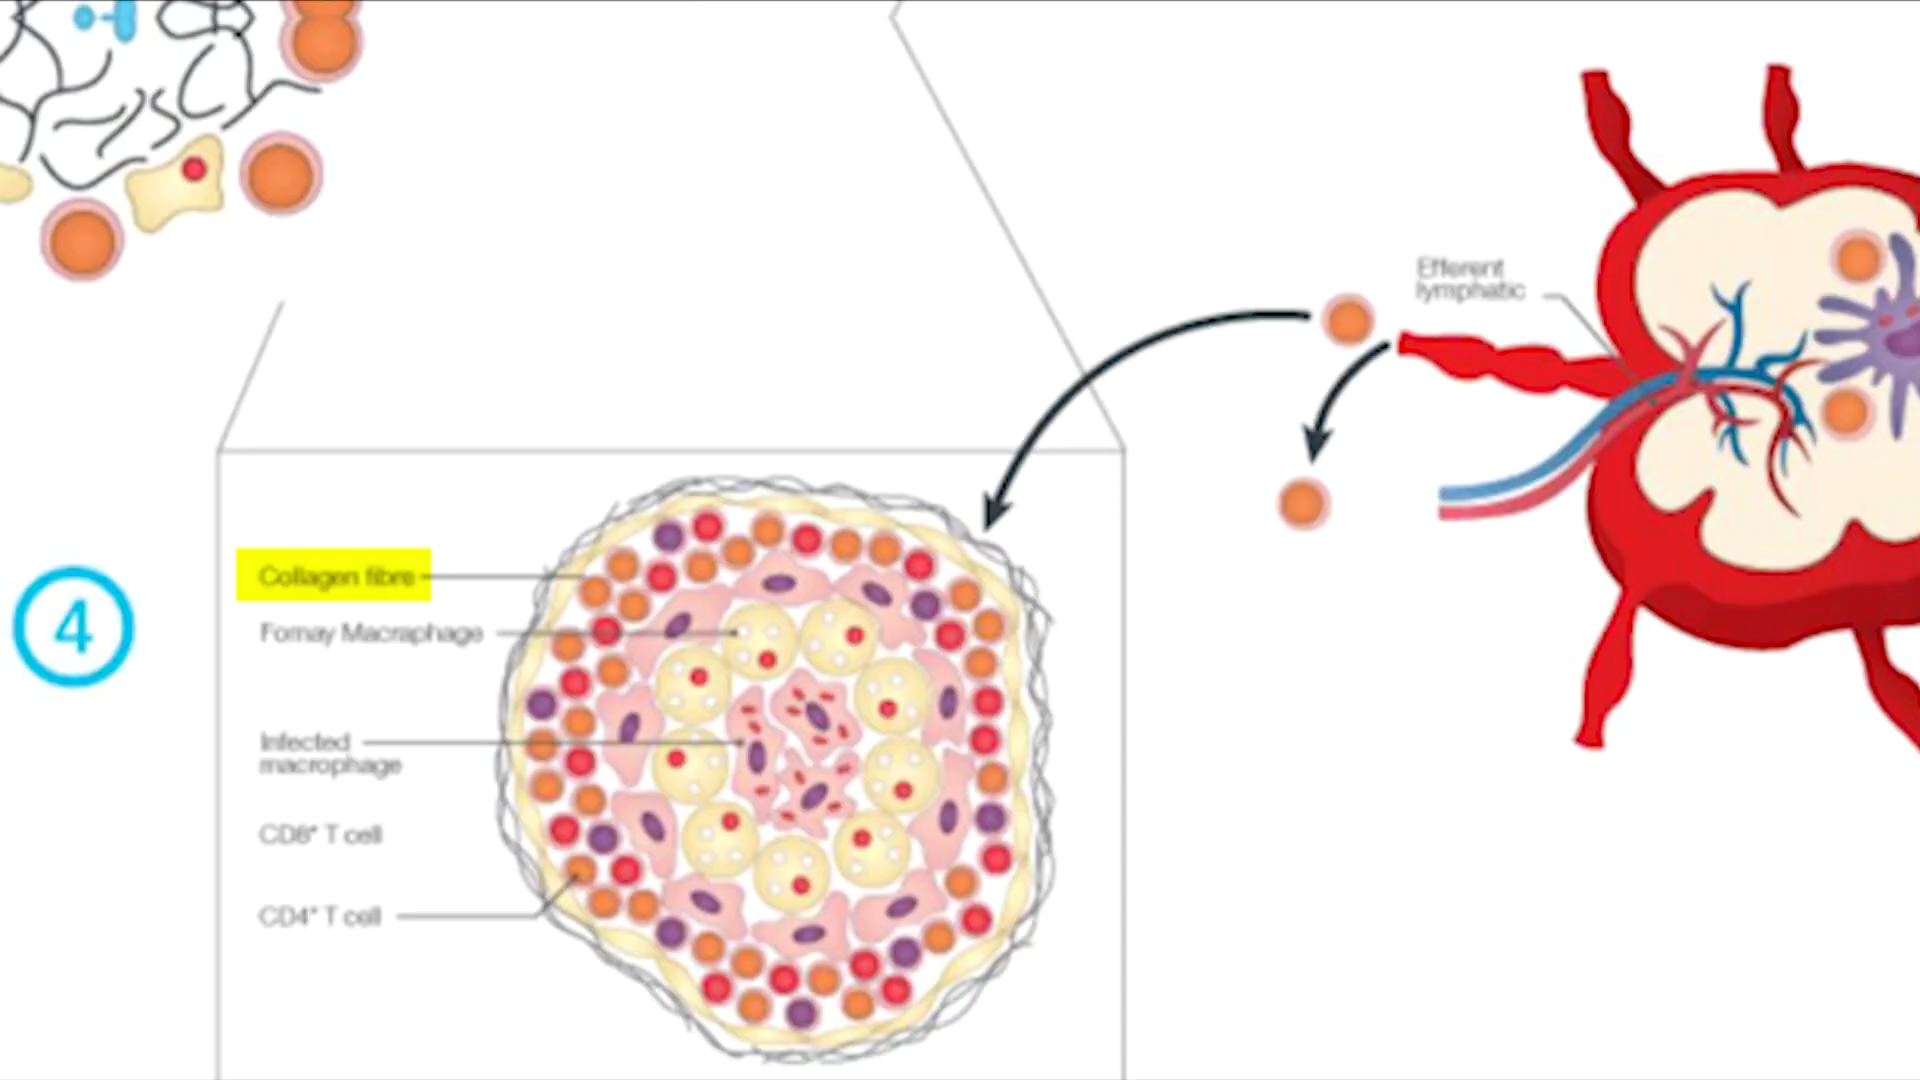 Efferent
lymphatic
Collagen fibre
Fomay Macraphage
Infected
macrophage
4
CD8+ T cell
CD4+ T cell